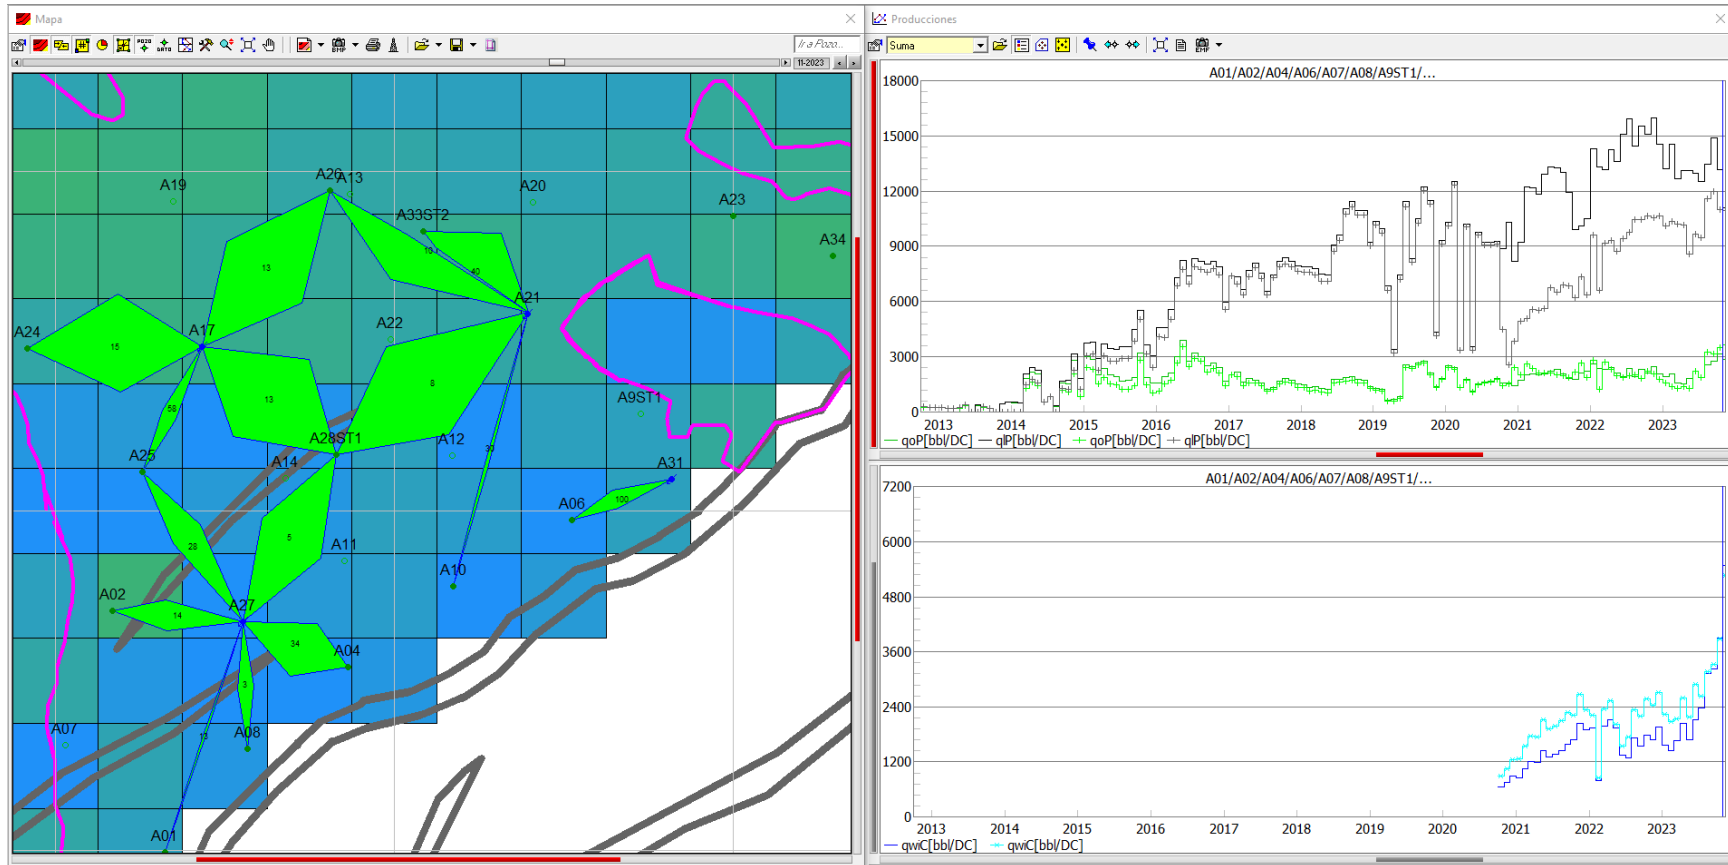 Mapa
Ir a Pozo...
11-2023
A26
A13
A19
A20
A23
A33ST2
A34
10
13
40
A21
A24
A17
A22
15
8
13
58
A9ST1
A28ST1
A12
30
A25
A14
A31
A06
100
5
28
A11
A10
A02
A27
14
34
A04
3
A07
A08
13
A01
Producciones
Suma
A01/A02/A04/A06/A07/A08/A9ST1/...
18000
15000
12000
9000
6000
3000
0
2013 2014 2015 2016 2017 2018 2019 2020 2021 2022 2023
qoP[bbl/DC] qlP[bbl/DC] qoP[bbl/DC] qlP[bbl/DC]
A01/A02/A04/A06/A07/A08/A9ST1/...
7200
6000
4800
3600
2400
1200
0
2013 2014 2015 2016 2017 2018 2019 2020 2021 2022 2023
qwiC[bbl/DC] qwiC[bbl/DC]